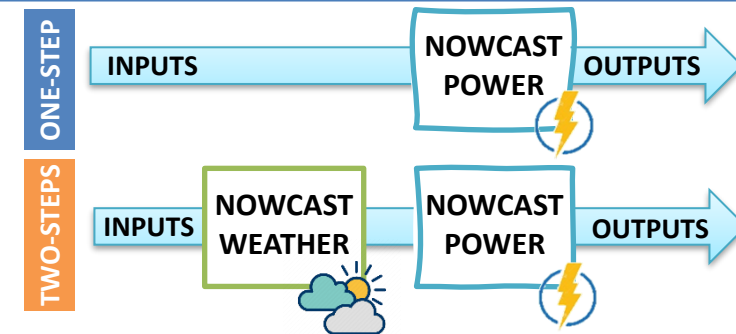 ONE-STEP
INPUTS
NOWCAST
POWER
OUTPUTS
TWO-STEPS
INPUTS
NOWCAST
WEATHER
NOWCAST
POWER
OUTPUTS